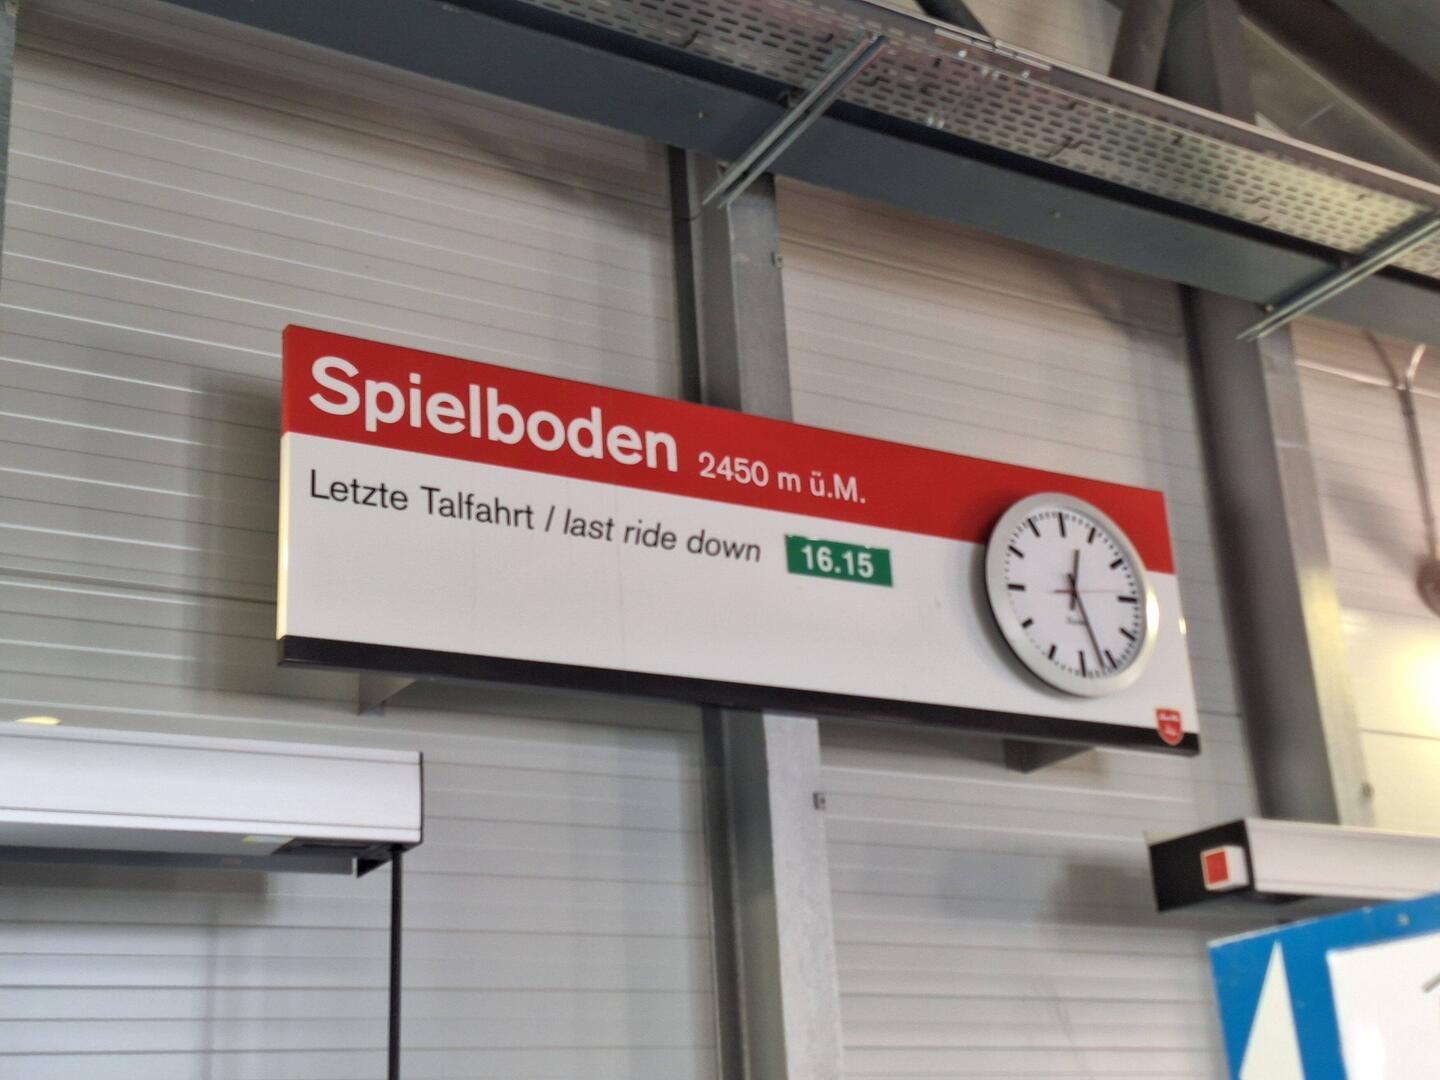 Spielboden 2450 m ü.M.
Letzte Talfahrt / last ride down 16.15